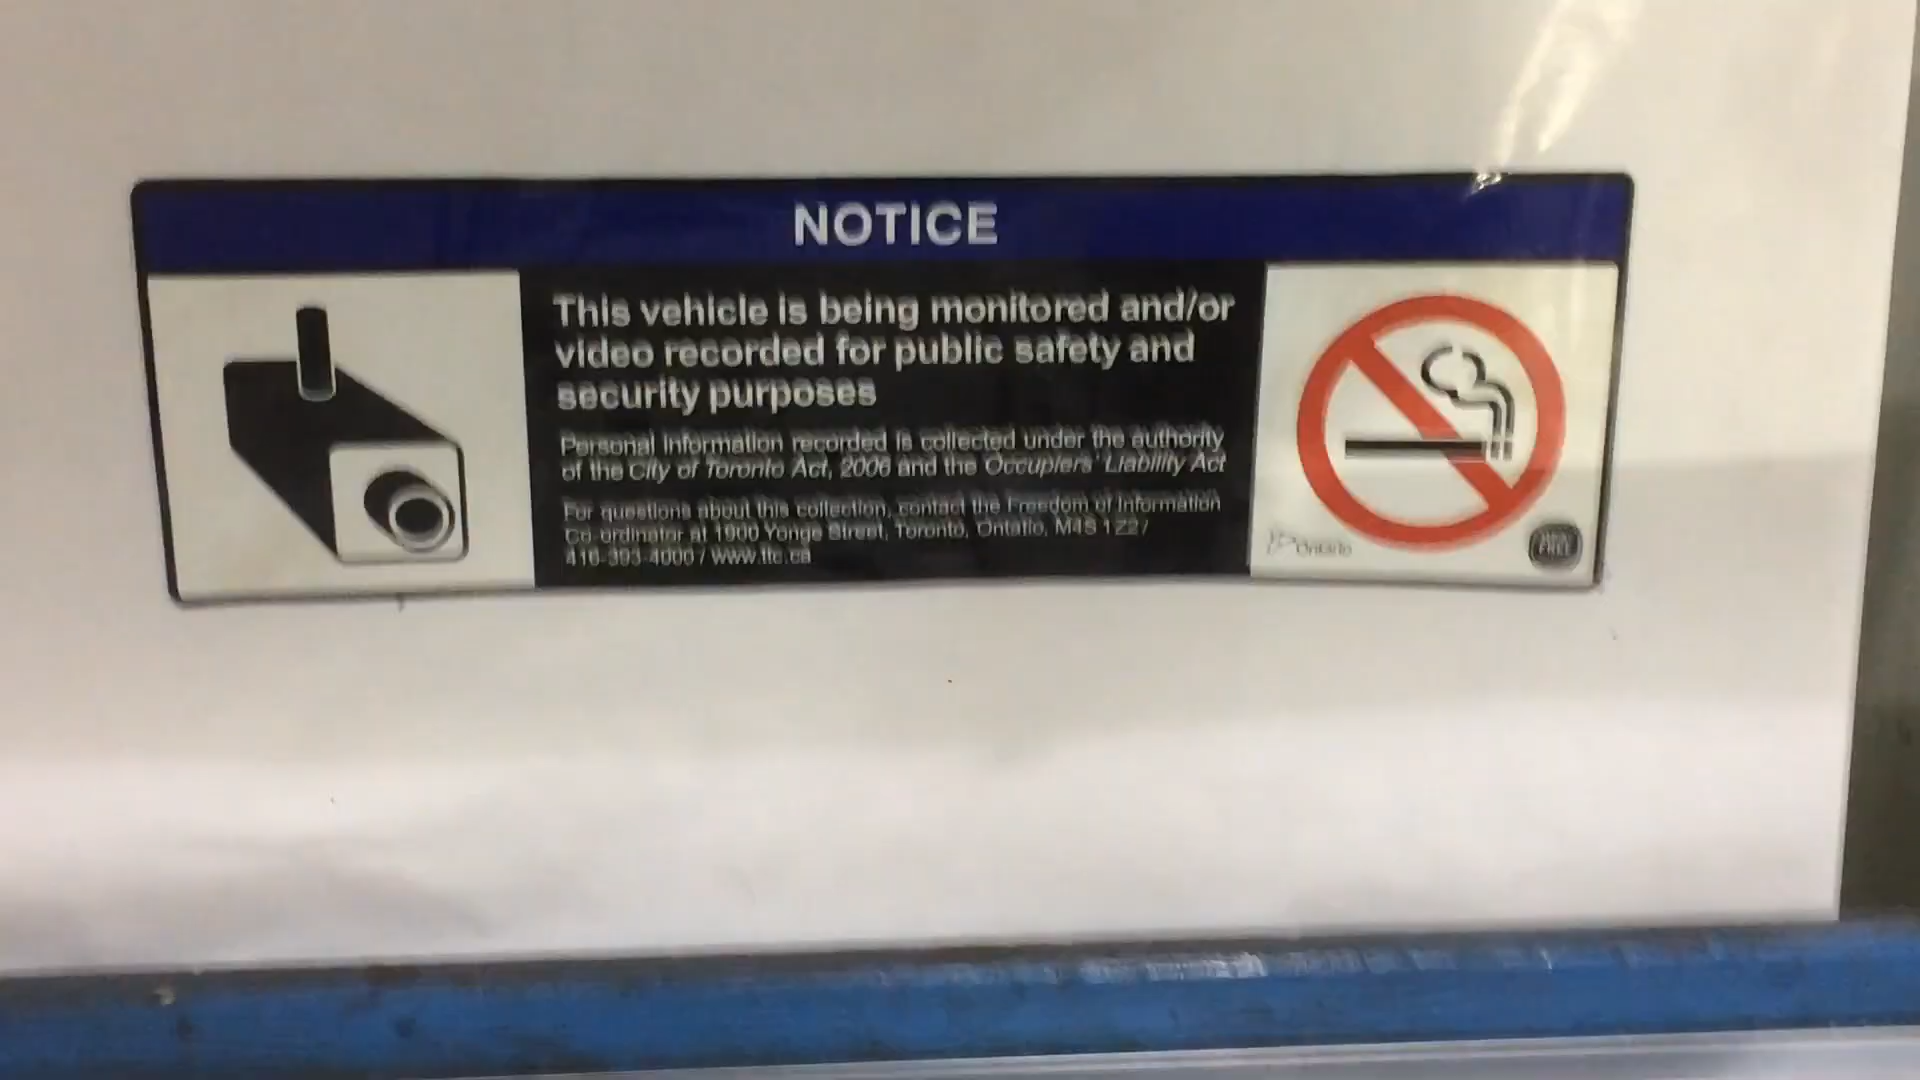 NOTICE
This vehicle is being monitored and/or
video recorded for public safety and
security purposes
Personal information recorded is collected under the authority
of the City of Toronto Act, 2006 and the Occupiers' Liability Act
For questions about this collection, contact the Freedom of Information
Co-ordinator at 1900 Yonge Street, Toronto, Ontario, M4S 1Z2 /
416-393-4000 / www.ttc.ca
Ontario
FREE